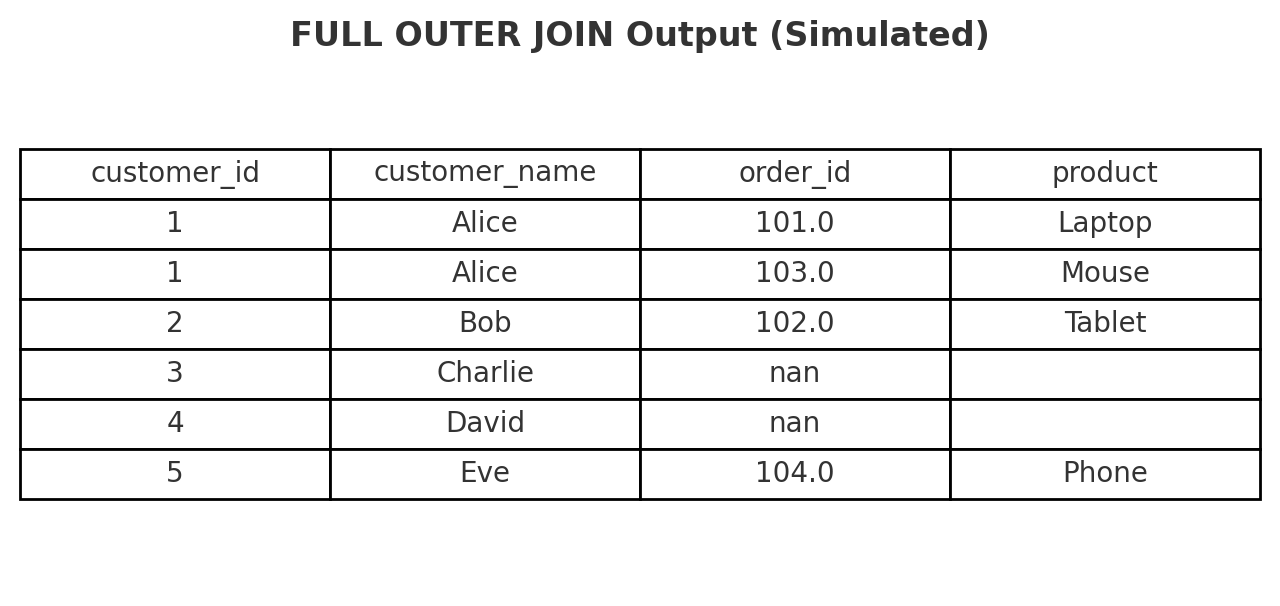 FULL OUTER JOIN Output (Simulated)
customer_id customer_name order_id product
1 Alice 101.0 Laptop
1 Alice 103.0 Mouse
2 Bob 102.0 Tablet
3 Charlie nan
4 David nan
5 Eve 104.0 Phone